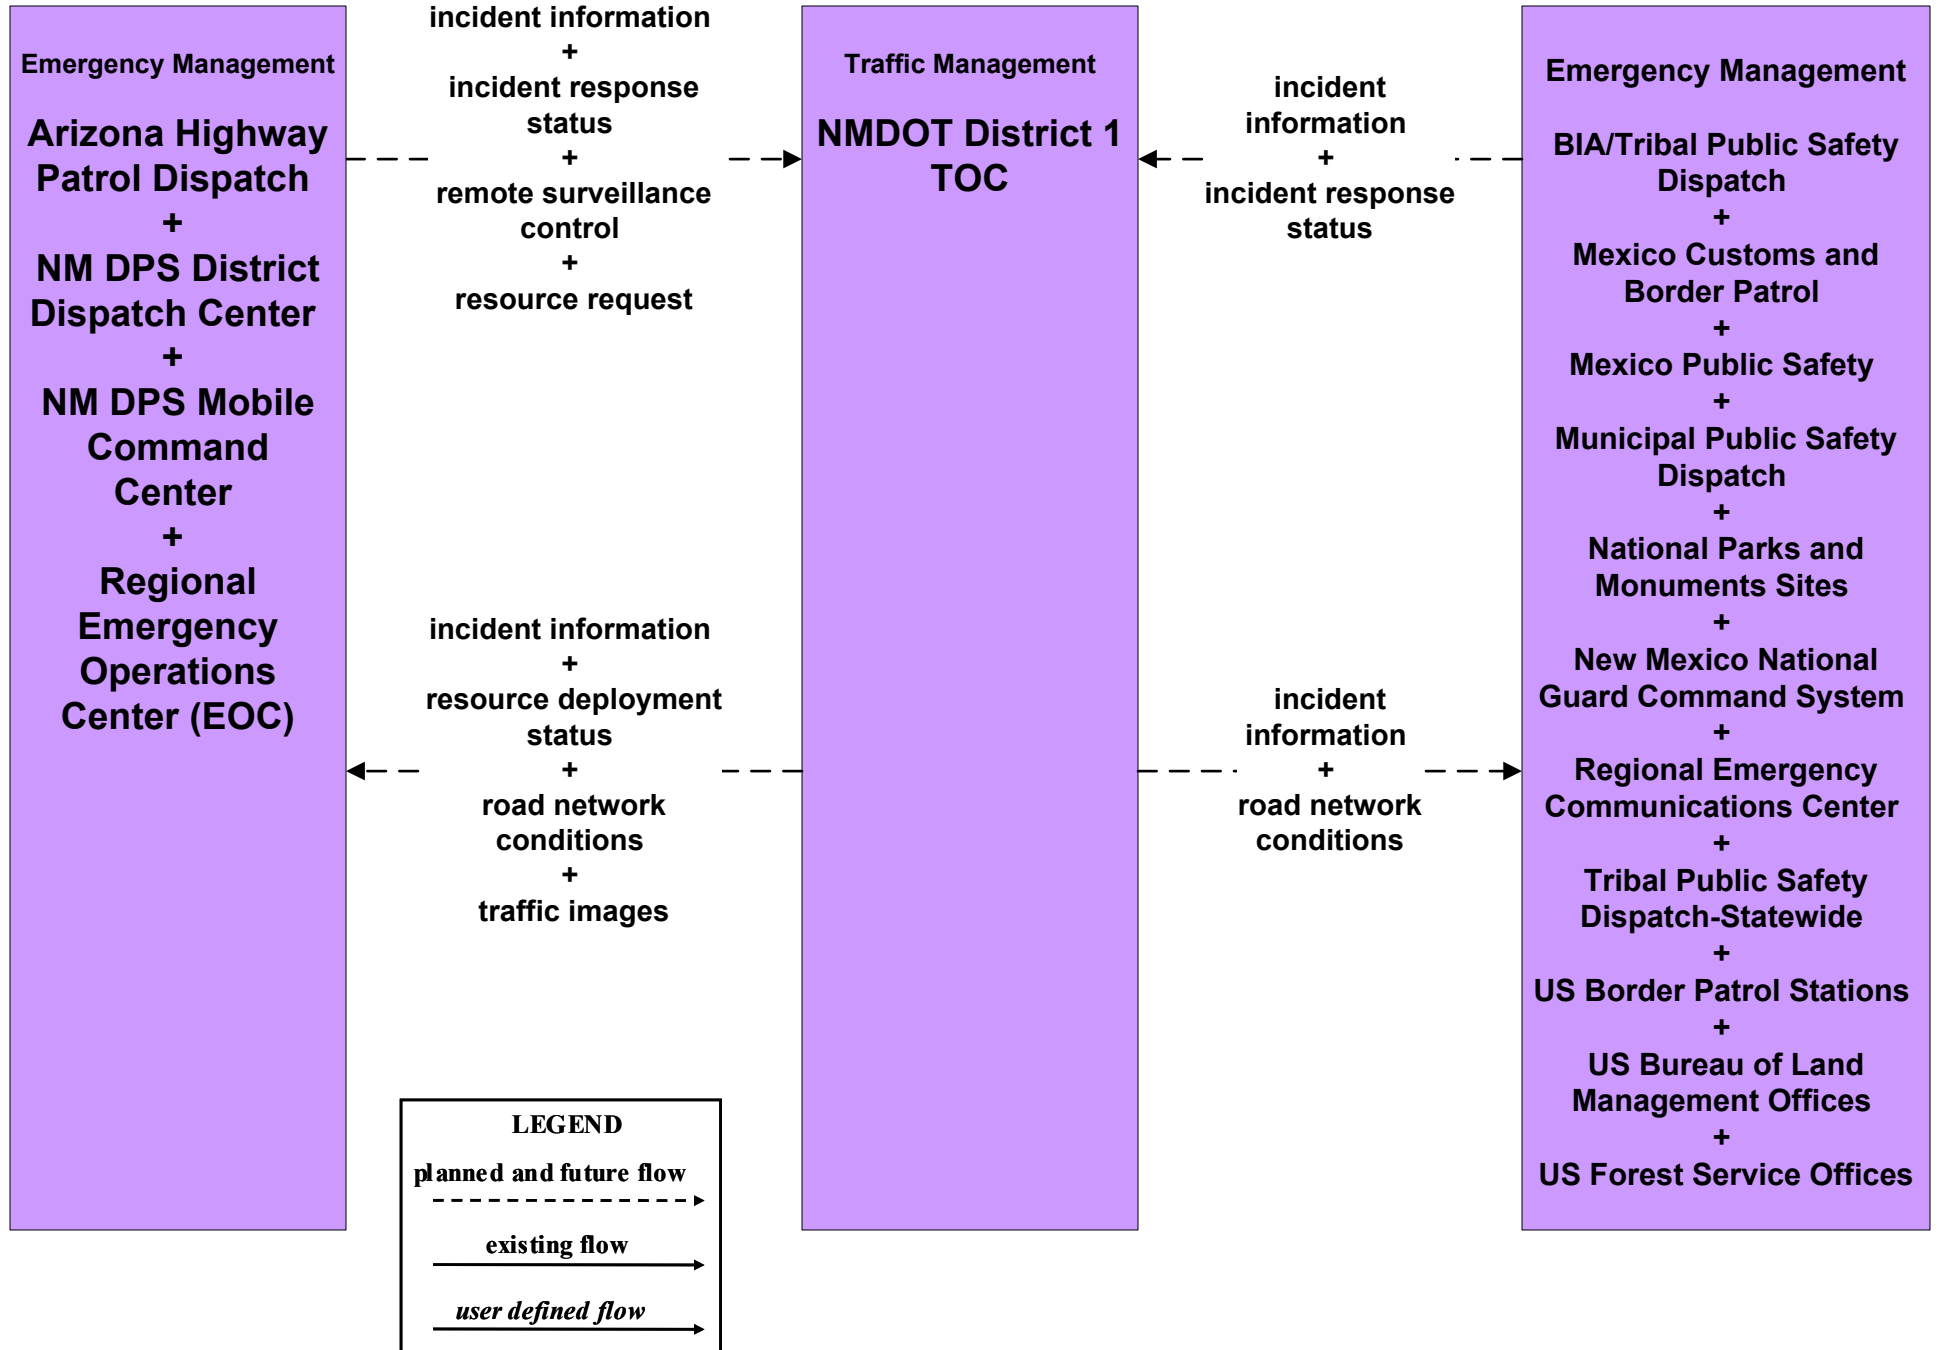 Emergency Management
Arizona Highway
Patrol Dispatch
+
NM DPS District
Dispatch Center
+
NM DPS Mobile
Command
Center
+
Regional
Emergency
Operations
Center (EOC)
incident information
+
incident response
status
+
remote surveillance
control
+
resource request
incident information
+
resource deployment
status
+
road network
conditions
+
traffic images
Traffic Management
NMDOT District 1
TOC
incident
information
+
incident response
status
incident
information
+
road network
conditions
Emergency Management
BIA/Tribal Public Safety
Dispatch
+
Mexico Customs and
Border Patrol
+
Mexico Public Safety
+
Municipal Public Safety
Dispatch
+
National Parks and
Monuments Sites
+
New Mexico National
Guard Command System
+
Regional Emergency
Communications Center
+
Tribal Public Safety
Dispatch-Statewide
+
US Border Patrol Stations
+
US Bureau of Land
Management Offices
+
US Forest Service Offices
LEGEND
planned and future flow
existing flow
user defined flow